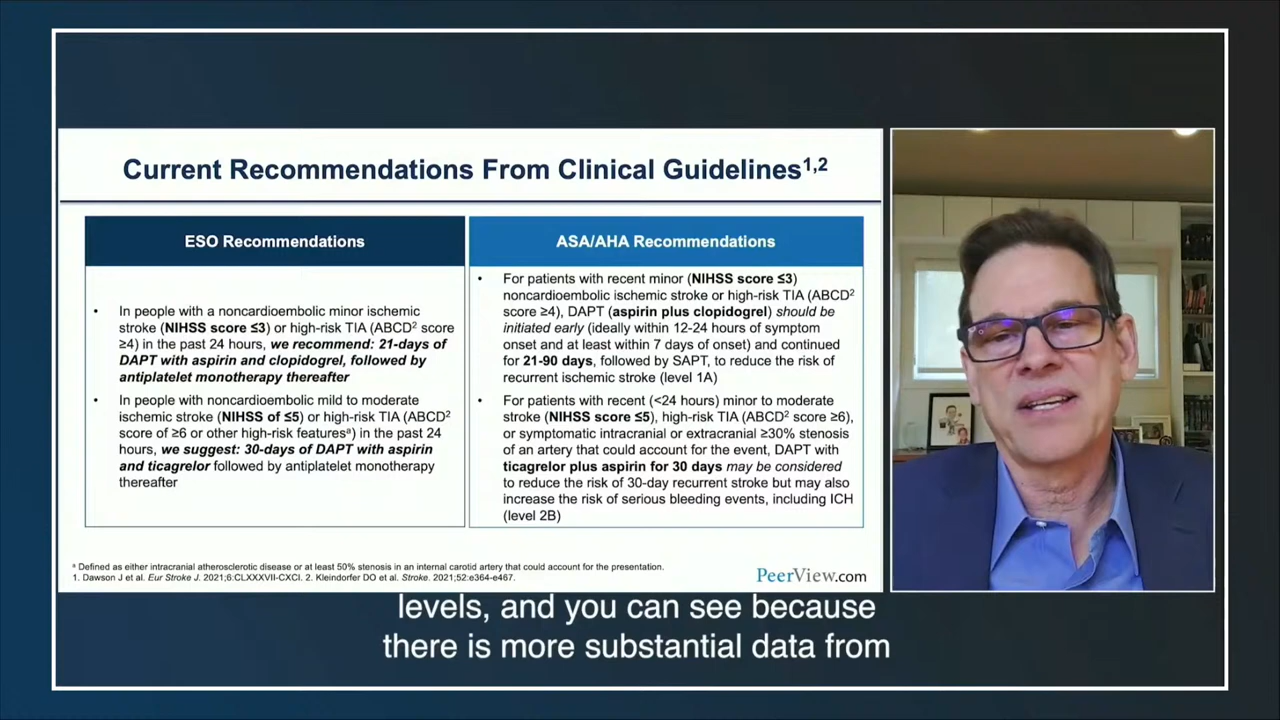 Current Recommendations From Clinical Guidelines1,2
ESO Recommendations
• In people with a noncardioembolic minor ischemic
stroke (NIHSS score ≤3) or high-risk TIA (ABCD2 score
≥4) in the past 24 hours, we recommend: 21-days of
DAPT with aspirin and clopidogrel, followed by
antiplatelet monotherapy thereafter
• In people with noncardioembolic mild to moderate
ischemic stroke (NIHSS of ≤5) or high-risk TIA (ABCD2
score of ≥6 or other high-risk featuresa) in the past 24
hours, we suggest: 30-days of DAPT with aspirin
and ticagrelor followed by antiplatelet monotherapy
thereafter
ASA/AHA Recommendations
• For patients with recent minor (NIHSS score ≤3)
noncardioembolic ischemic stroke or high-risk TIA (ABCD2
score ≥4), DAPT (aspirin plus clopidogrel) should be
initiated early (ideally within 12-24 hours of symptom
onset and at least within 7 days of onset) and continued
for 21-90 days, followed by SAPT, to reduce the risk of
recurrent ischemic stroke (level 1A)
• For patients with recent (<24 hours) minor to moderate
stroke (NIHSS score ≤5), high-risk TIA (ABCD2 score ≥6),
or symptomatic intracranial or extracranial ≥30% stenosis
of an artery that could account for the event, DAPT with
ticagrelor plus aspirin for 30 days may be considered
to reduce the risk of 30-day recurrent stroke but may also
increase the risk of serious bleeding events, including ICH
(level 2B)
a Defined as either intracranial atherosclerotic disease or at least 50% stenosis in an internal carotid artery that could account for the presentation.
1. Dawson J et al. Eur Stroke J. 2021;6:CLXXXVII-CXCI. 2. Kleindorfer DO et al. Stroke. 2021;52:e364-e467.
PeerView.com
levels, and you can see because
there is more substantial data from